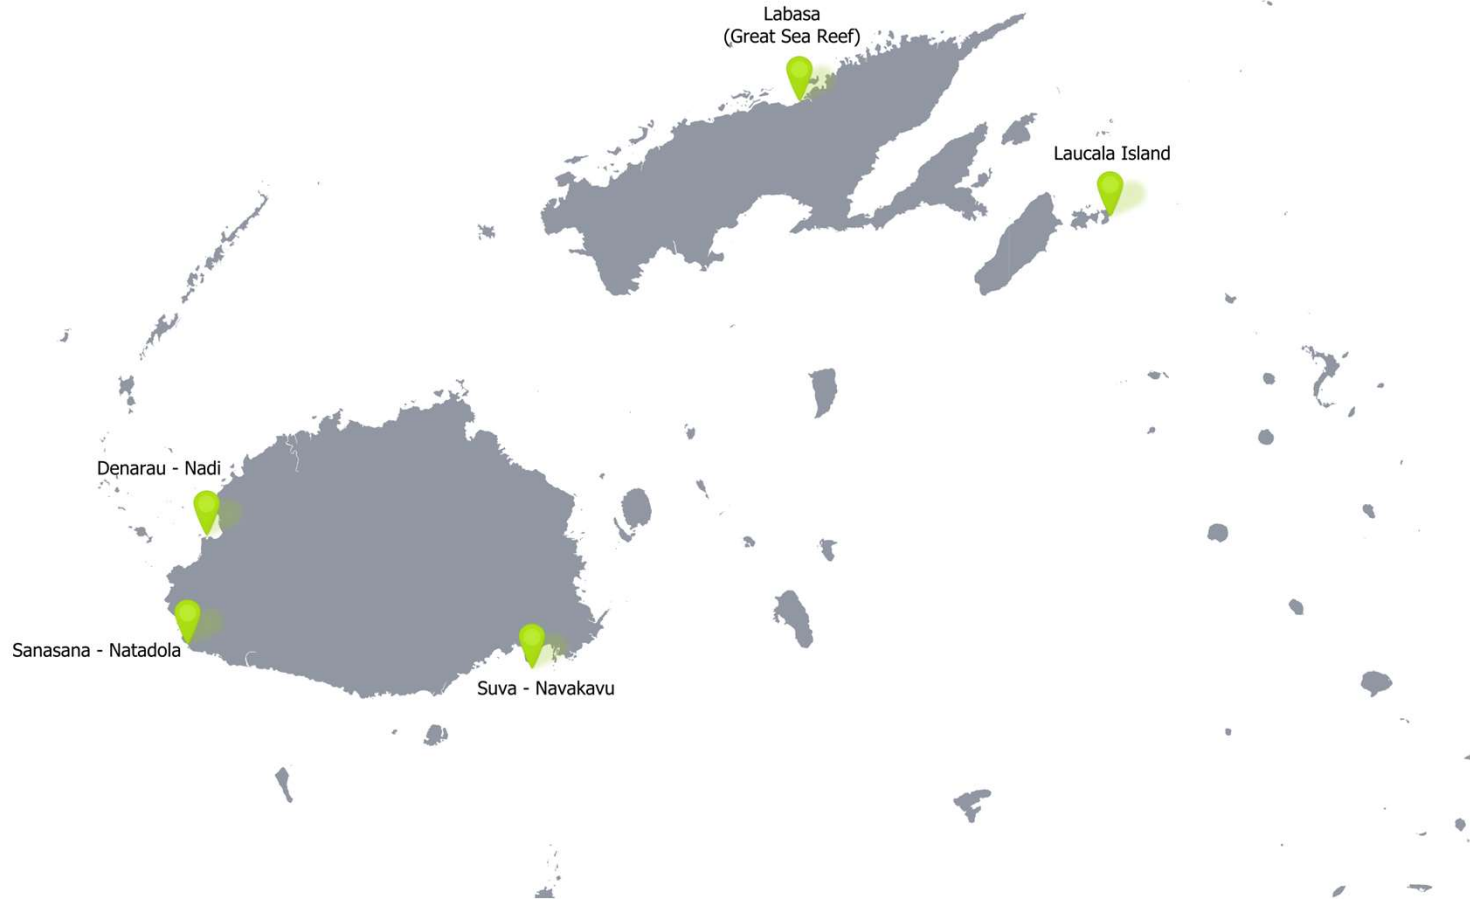 Labasa
(Great Sea Reef)
Laucala Island
Denarau - Nadi
Sanasana - Natadola
Suva - Navakavu